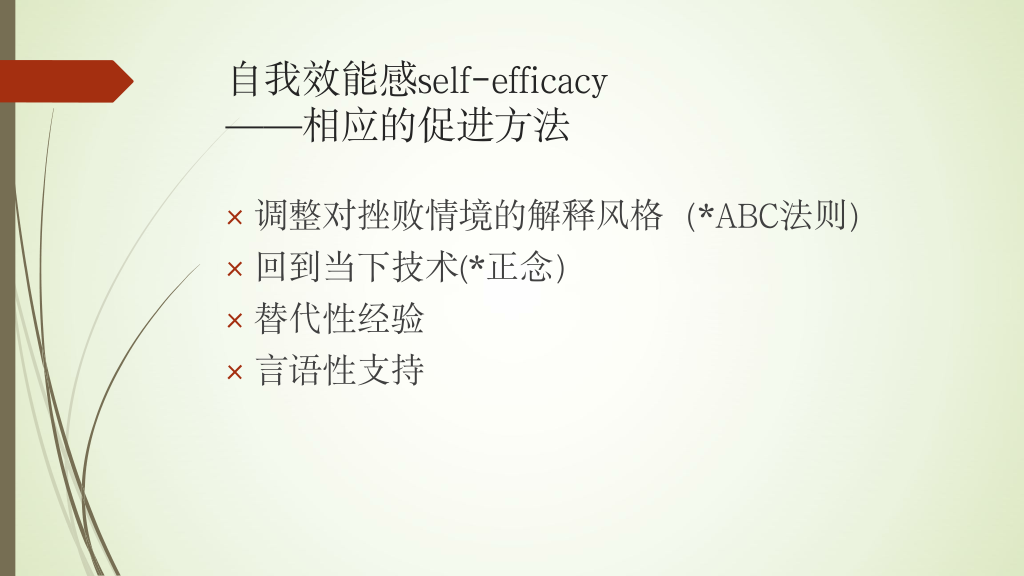 自我效能感self-efficacy
——相应的促进方法
× 调整对挫败情境的解释风格 (*ABC法则)
× 回到当下技术(*正念)
× 替代性经验
× 言语性支持